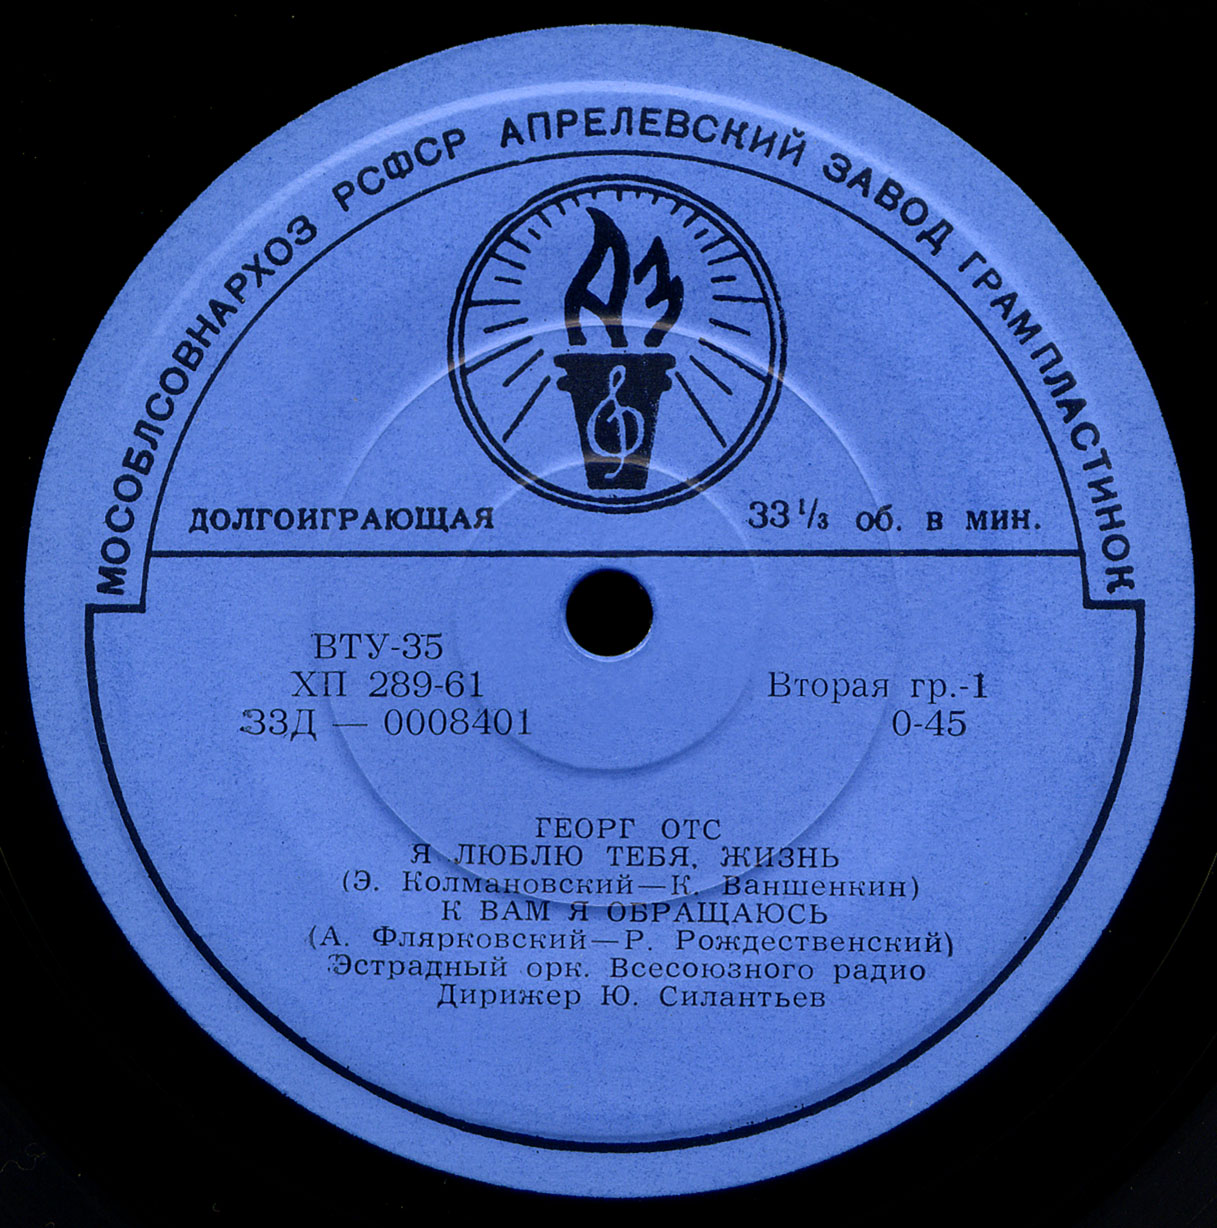 МОСОБЛСОВНАРХОЗ РСФСР АПРЕЛЕВСКИЙ ЗАВОД ГРАМПЛАСТИНОК
АЗ
ДОЛГОИГРАЮЩАЯ 33 1/3 об. в мин.
ВТУ-35
ХП 289-61 Вторая гр.-1
33Д — 0008401 0-45
ГЕОРГ ОТС
Я ЛЮБЛЮ ТЕБЯ, ЖИЗНЬ
(Э. Колмановский—К. Ваншенкин)
К ВАМ Я ОБРАЩАЮСЬ
(А. Флярковский—Р. Рождественский)
Эстрадный орк. Всесоюзного радио
Дирижер Ю. Силантьев